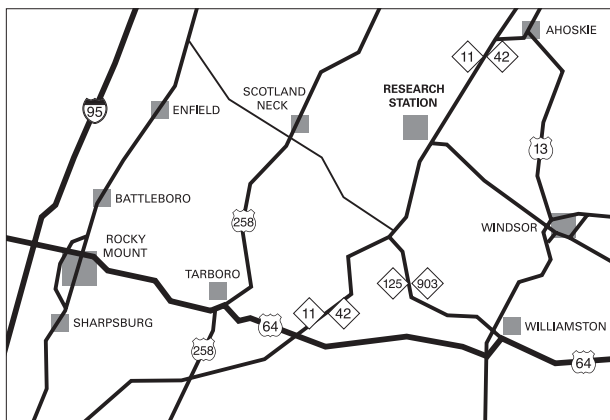 AHOSKIE
11
42
SCOTLAND
NECK
RESEARCH
STATION
95
ENFIELD
13
BATTLEBORO
258
WINDSOR
ROCKY
MOUNT
TARBORO
125
903
11
42
SHARPSBURG
64
WILLIAMSTON
258
64